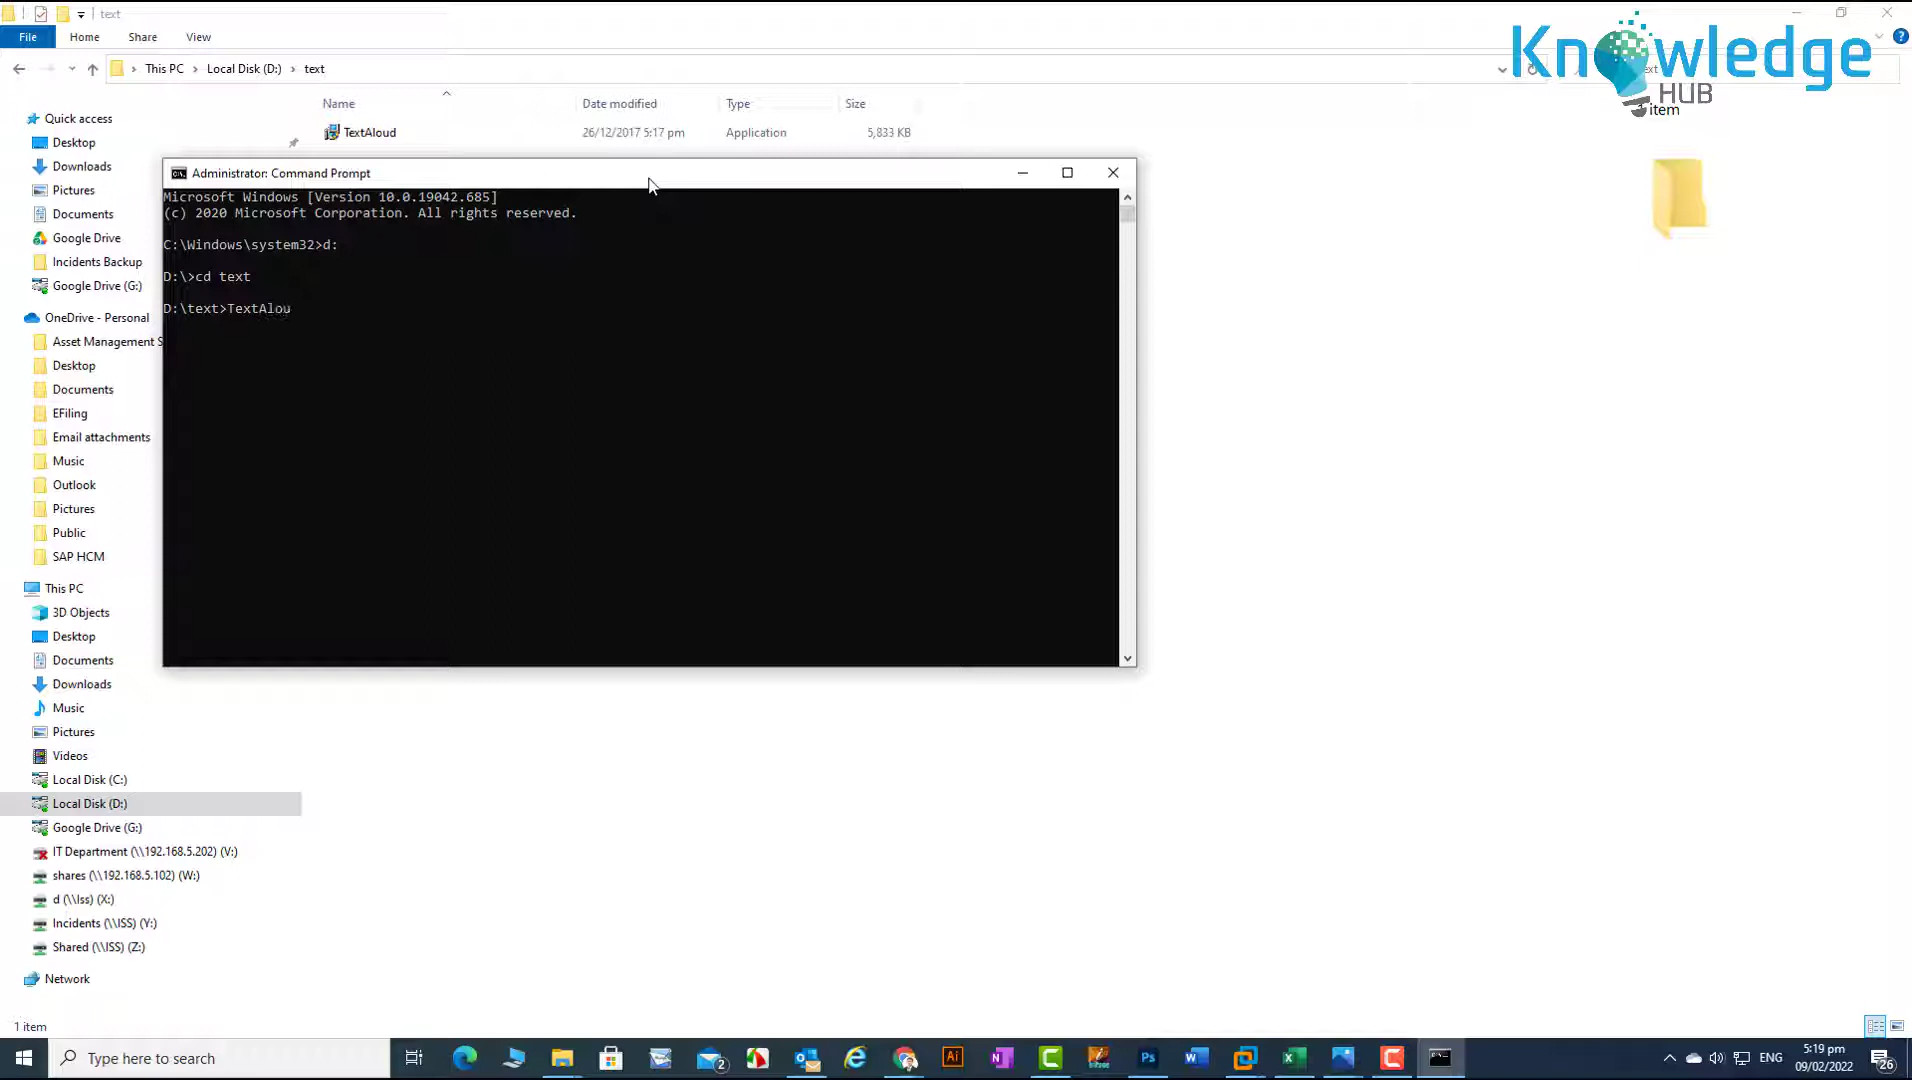 text
File Home Share View
This PC Local Disk (D:) text
Knowledge
HUB
1 item
Name Date modified Type Size
TextAloud 26/12/2017 5:17 pm Application 5,833 KB
Quick access
Desktop
Downloads
Pictures
Documents
Google Drive
Incidents Backup
Google Drive (G:)
OneDrive - Personal
Asset Management S
Desktop
Documents
EFiling
Email attachments
Music
Outlook
Pictures
Public
SAP HCM
This PC
3D Objects
Desktop
Documents
Downloads
Music
Pictures
Videos
Local Disk (C:)
Local Disk (D:)
Google Drive (G:)
IT Department (\\192.168.5.202) (V:)
shares (\\192.168.5.102) (W:)
d (\\Iss) (X:)
Incidents (\\ISS) (Y:)
Shared (\\ISS) (Z:)
Network
Administrator: Command Prompt
Microsoft Windows [Version 10.0.19042.685]
(c) 2020 Microsoft Corporation. All rights reserved.
C:\Windows\system32>d:
D:\>cd text
D:\text>TextAlou
1 item
Type here to search
2
Ai
Ps
ENG
5:19 pm
09/02/2022
26